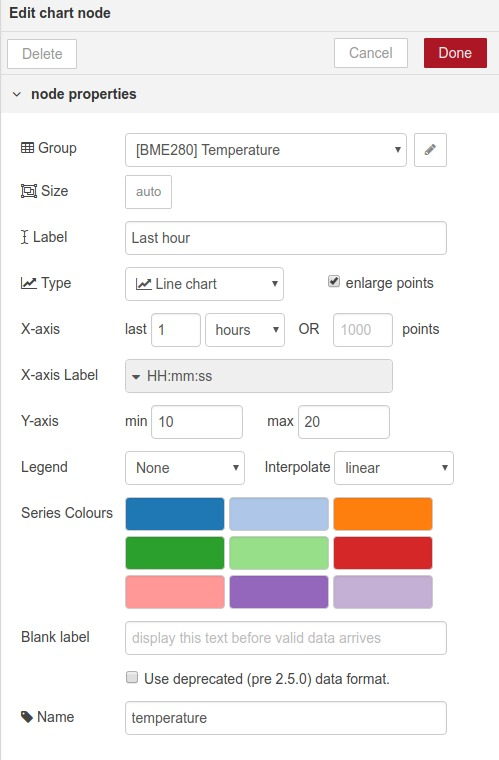 Edit chart node
Delete Cancel Done
node properties
Group [BME280] Temperature
Size auto
Label Last hour
Type Line chart enlarge points
X-axis last 1 hours OR 1000 points
X-axis Label HH:mm:ss
Y-axis min 10 max 20
Legend None Interpolate linear
Series Colours
Blank label display this text before valid data arrives
Use deprecated (pre 2.5.0) data format.
Name temperature